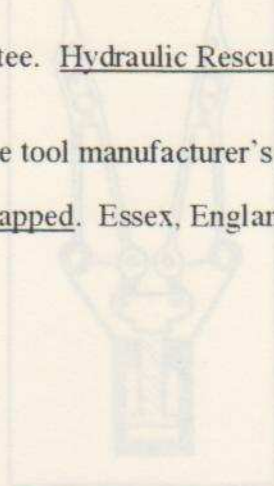 tee. Hydraulic Rescu
e tool manufacturer's
apped. Essex, Englan